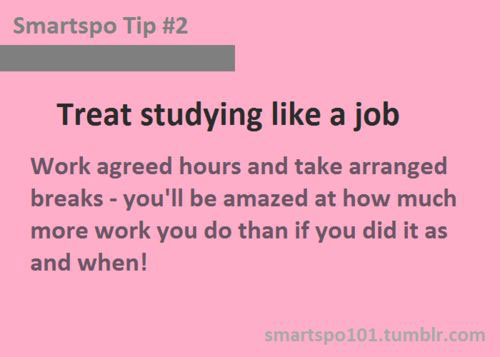 Smartspo Tip #2
Treat studying like a job
Work agreed hours and take arranged
breaks - you'll be amazed at how much
more work you do than if you did it as
and when!
smartspo101.tumblr.com